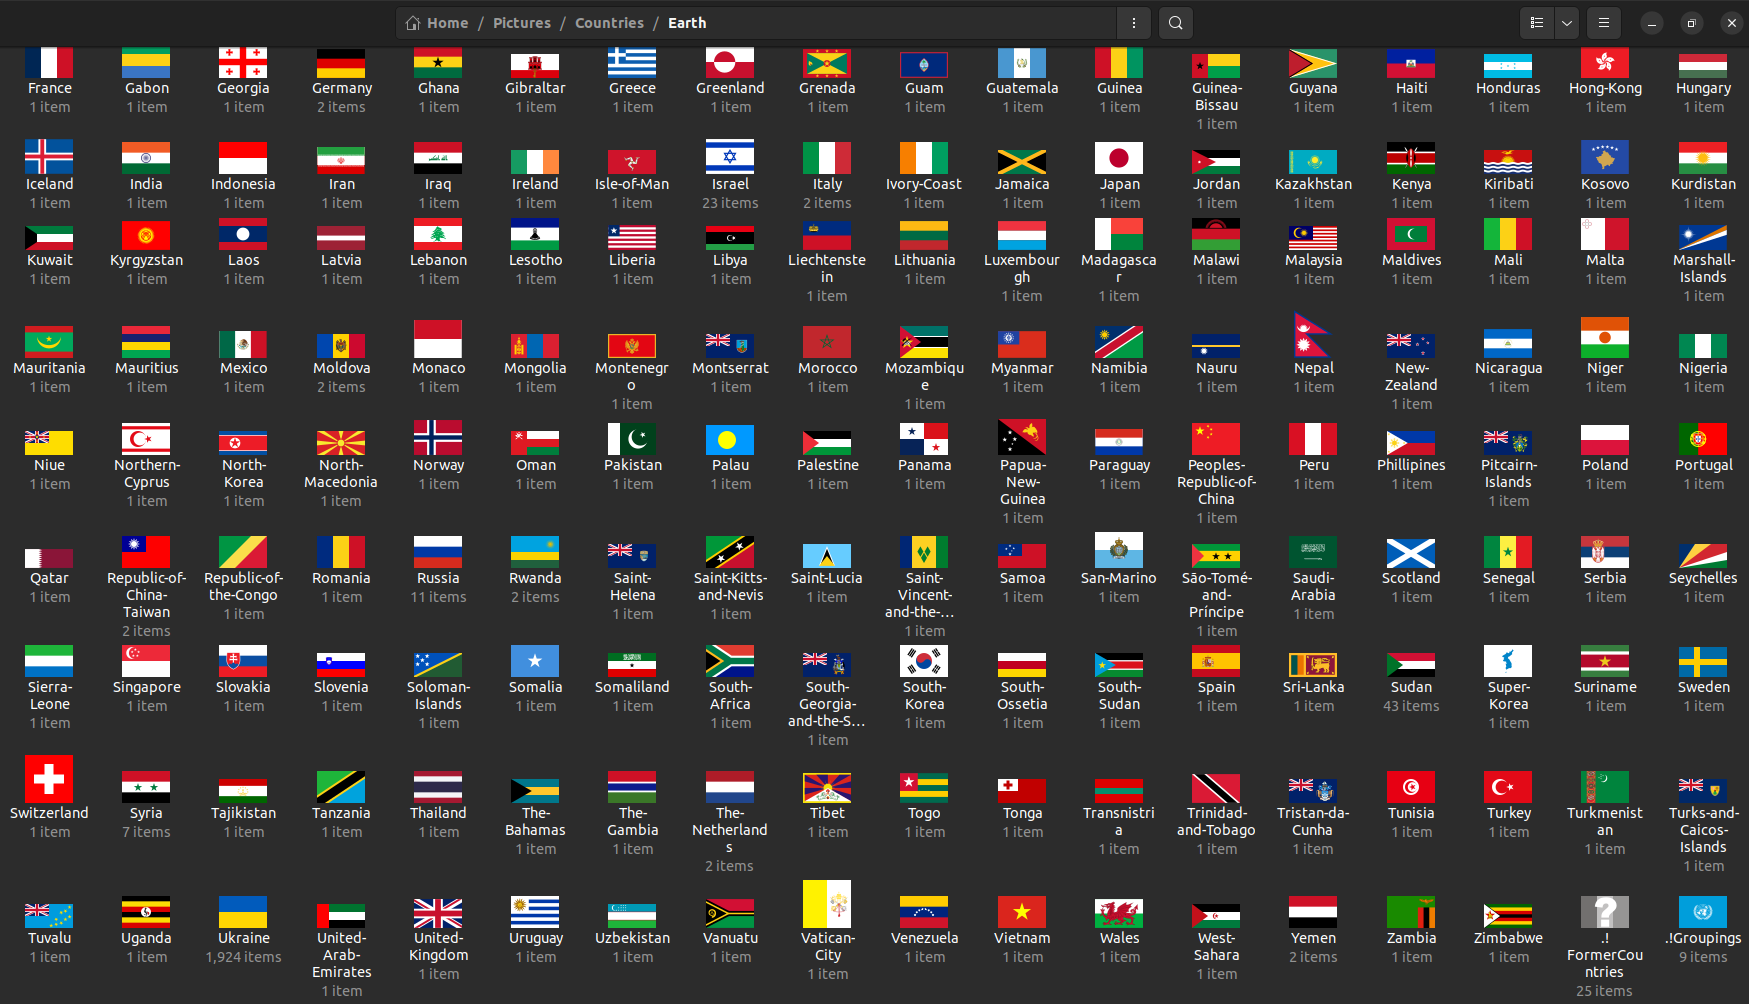 Home / Pictures / Countries / Earth
France Gabon Georgia Germany Ghana Gibraltar Greece Greenland Grenada Guam Guatemala Guinea Guinea- Guyana Haiti Honduras Hong-Kong Hungary
1 item 1 item 1 item 2 items 1 item 1 item 1 item 1 item 1 item 1 item 1 item 1 item Bissau 1 item 1 item 1 item 1 item 1 item
1 item
Iceland India Indonesia Iran Iraq Ireland Isle-of-Man Israel Italy Ivory-Coast Jamaica Japan Jordan Kazakhstan Kenya Kiribati Kosovo Kurdistan
1 item 1 item 1 item 1 item 1 item 1 item 1 item 23 items 2 items 1 item 1 item 1 item 1 item 1 item 1 item 1 item 1 item 1 item
Kuwait Kyrgyzstan Laos Latvia Lebanon Lesotho Liberia Libya Liechtenste Lithuania Luxembour Madagasca Malawi Malaysia Maldives Mali Malta Marshall-
1 item 1 item 1 item 1 item 1 item 1 item 1 item 1 item in 1 item gh r 1 item 1 item 1 item 1 item 1 item Islands
1 item 1 item 1 item 1 item
Mauritania Mauritius Mexico Moldova Monaco Mongolia Montenegr Montserrat Morocco Mozambiqu Myanmar Namibia Nauru Nepal New- Nicaragua Niger Nigeria
1 item 1 item 1 item 2 items 1 item 1 item o 1 item 1 item e 1 item 1 item 1 item 1 item Zealand 1 item 1 item 1 item
1 item 1 item 1 item
Niue Northern- North- North- Norway Oman Pakistan Palau Palestine Panama Papua- Paraguay Peoples- Peru Phillipines Pitcairn- Poland Portugal
1 item Cyprus Korea Macedonia 1 item 1 item 1 item 1 item 1 item 1 item New- 1 item Republic-of- 1 item 1 item Islands 1 item 1 item
1 item 1 item 1 item Guinea China 1 item
1 item 1 item
Qatar Republic-of- Republic-of- Romania Russia Rwanda Saint- Saint-Kitts- Saint-Lucia Saint- Samoa San-Marino São-Tomé- Saudi- Scotland Senegal Serbia Seychelles
1 item China- the-Congo 1 item 11 items 2 items Helena and-Nevis 1 item Vincent- 1 item 1 item and- Arabia 1 item 1 item 1 item 1 item
Taiwan 1 item 1 item 1 item and-the-... Príncipe 1 item
2 items 1 item 1 item
Sierra- Singapore Slovakia Slovenia Soloman- Somalia Somaliland South- South- South- South- South- Spain Sri-Lanka Sudan Super- Suriname Sweden
Leone 1 item 1 item 1 item Islands 1 item 1 item Africa Georgia- Korea Ossetia Sudan 1 item 1 item 43 items Korea 1 item 1 item
1 item 1 item 1 item and-the-S... 1 item 1 item 1 item 1 item
1 item
Switzerland Syria Tajikistan Tanzania Thailand The- The- The- Tibet Togo Tonga Transnistri Trinidad- Tristan-da- Tunisia Turkey Turkmenist Turks-and-
1 item 7 items 1 item 1 item 1 item Bahamas Gambia Netherland 1 item 1 item 1 item a and-Tobago Cunha 1 item 1 item an Caicos-
1 item 1 item s 1 item 1 item 1 item 1 item Islands
2 items 1 item
Tuvalu Uganda Ukraine United- United- Uruguay Uzbekistan Vanuatu Vatican- Venezuela Vietnam Wales West- Yemen Zambia Zimbabwe .! .!Groupings
1 item 1 item 1,924 items Arab- Kingdom 1 item 1 item 1 item City 1 item 1 item 1 item Sahara 2 items 1 item 1 item FormerCou 9 items
Emirates 1 item 1 item 1 item ntries
1 item 25 items